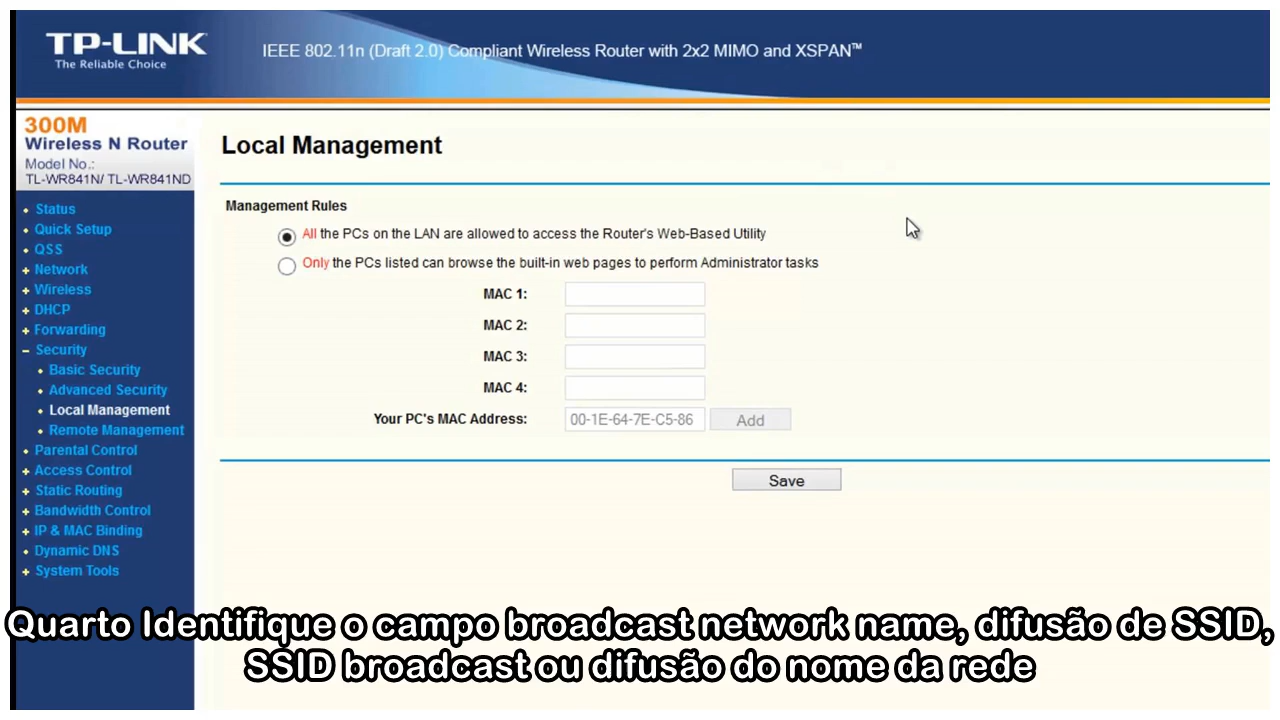 TP-LINK
The Reliable Choice
IEEE 802.11n (Draft 2.0) Compliant Wireless Router with 2x2 MIMO and XSPAN™
300M
Wireless N Router
Model No.:
TL-WR841N/ TL-WR841ND
Status
Quick Setup
QSS
Network
Wireless
DHCP
Forwarding
Security
Basic Security
Advanced Security
Local Management
Remote Management
Parental Control
Access Control
Static Routing
Bandwidth Control
IP & MAC Binding
Dynamic DNS
System Tools
Local Management
Management Rules
All the PCs on the LAN are allowed to access the Router's Web-Based Utility
Only the PCs listed can browse the built-in web pages to perform Administrator tasks
MAC 1:
MAC 2:
MAC 3:
MAC 4:
Your PC's MAC Address: 00-1E-64-7E-C5-86 Add
Save
Quarto Identifique o campo broadcast network name, difusão de SSID,
SSID broadcast ou difusão do nome da rede